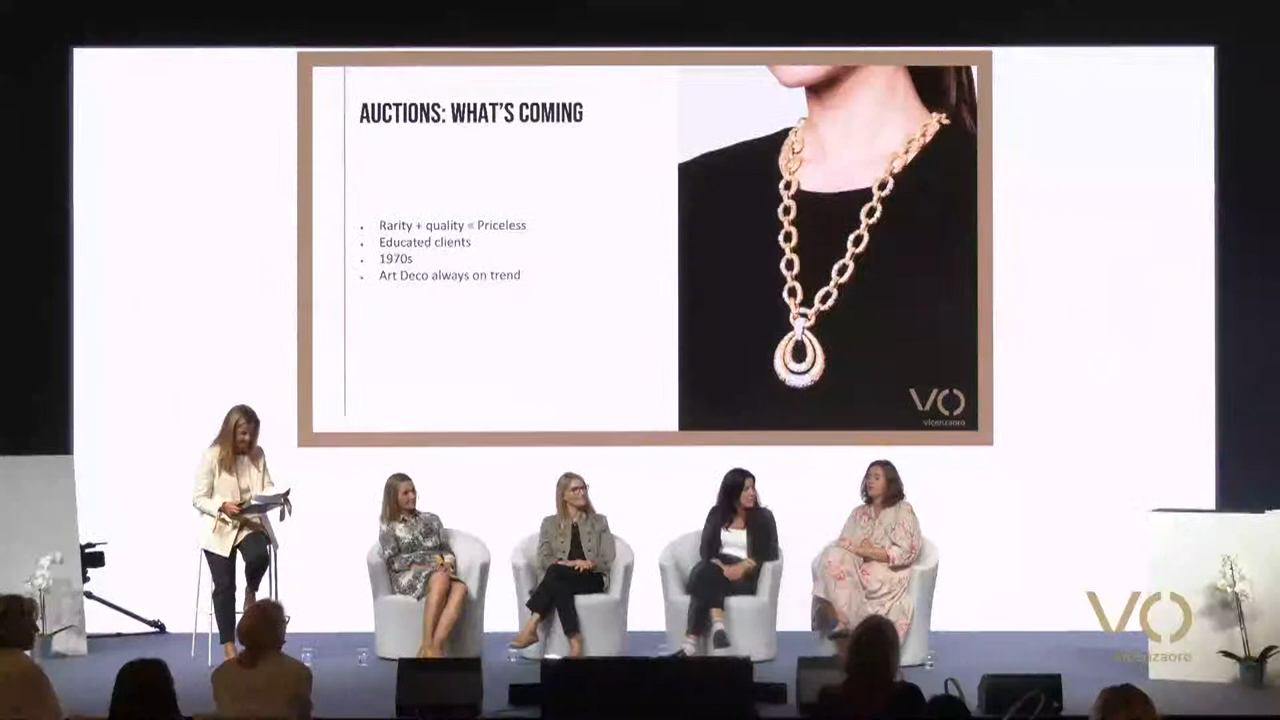 AUCTIONS: WHAT'S COMING
• Rarity + quality = Priceless
• Educated clients
• 1970s
• Art Deco always on trend
VO
vicenzaoro
VO
vicenzaoro